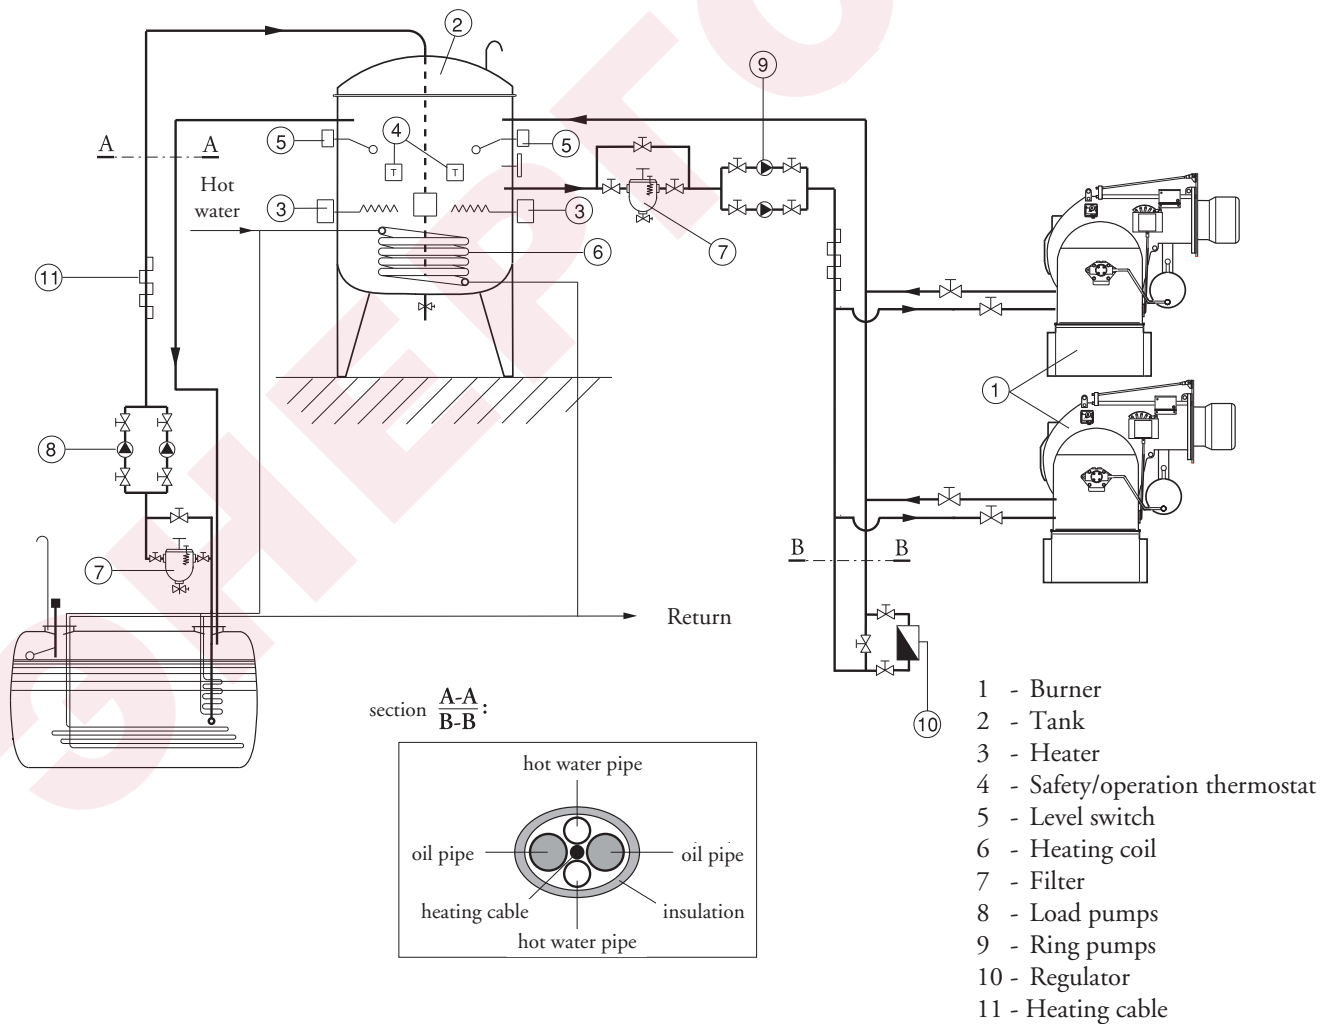 2
9
A
A
5
4
5
T
T
Hot
water
3
3
6
7
11
1
8
B
B
7
Return
10
section A-A
B-B :
hot water pipe
oil pipe
oil pipe
heating cable
insulation
hot water pipe
1 - Burner
2 - Tank
3 - Heater
4 - Safety/operation thermostat
5 - Level switch
6 - Heating coil
7 - Filter
8 - Load pumps
9 - Ring pumps
10 - Regulator
11 - Heating cable
ЭНЕРГО